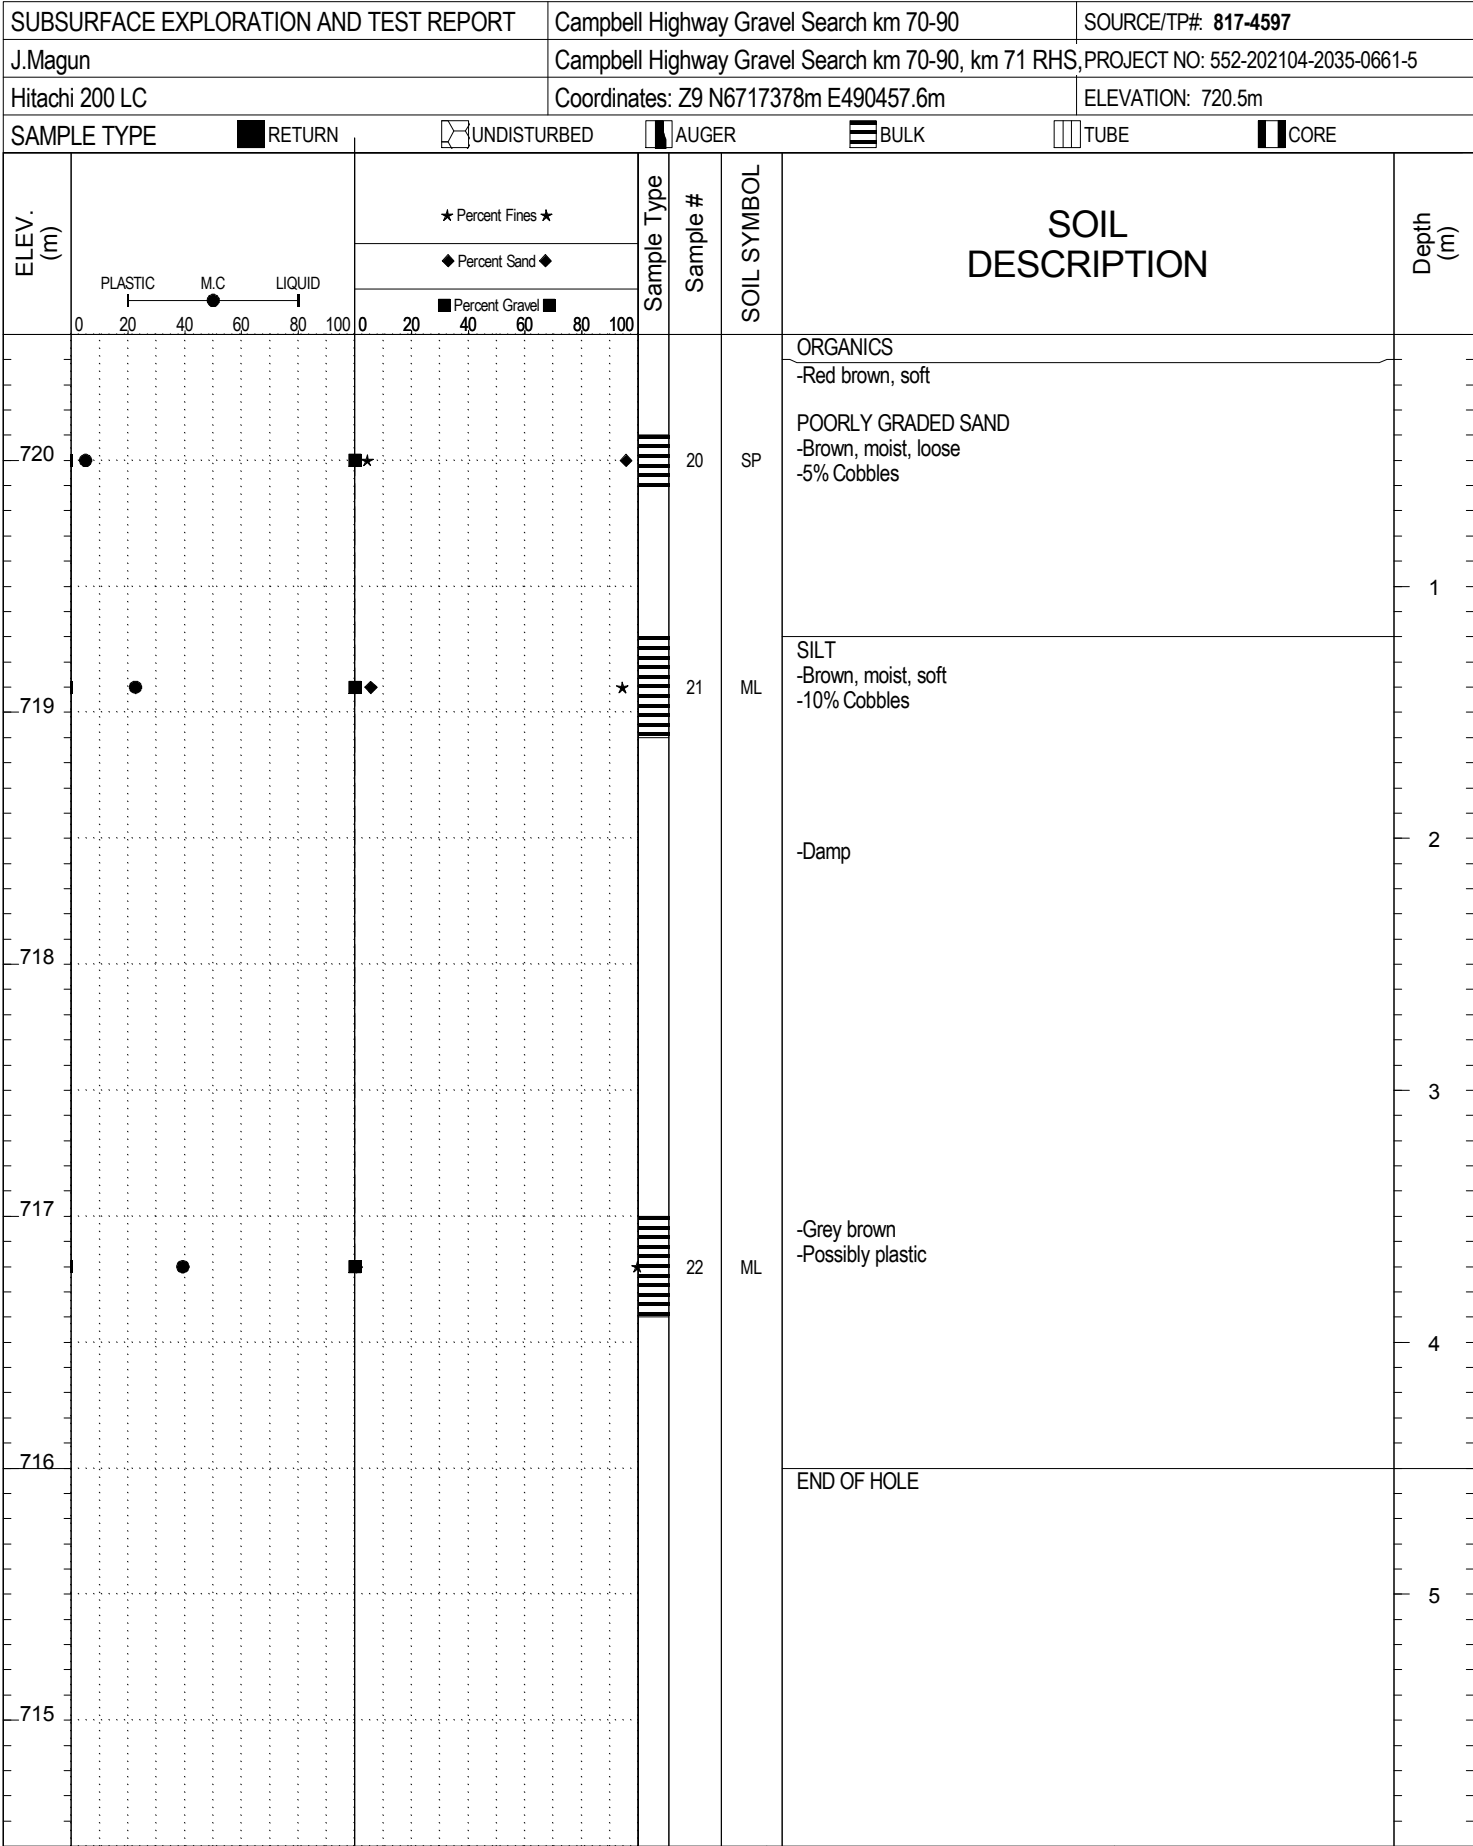 SUBSURFACE EXPLORATION AND TEST REPORT
Campbell Highway Gravel Search km 70-90
SOURCE/TP#: 817-4597
J.Magun
Campbell Highway Gravel Search km 70-90, km 71 RHS,
PROJECT NO: 552-202104-2035-0661-5
Hitachi 200 LC
Coordinates: Z9 N6717378m E490457.6m
ELEVATION: 720.5m
SAMPLE TYPE
RETURN
UNDISTURBED
AUGER
BULK
TUBE
CORE
ELEV.
(m)
PLASTIC M.C LIQUID
0 20 40 60 80 100
★ Percent Fines ★
◆ Percent Sand ◆
■ Percent Gravel ■
0 20 40 60 80 100
Sample Type
Sample #
SOIL SYMBOL
SOIL
DESCRIPTION
Depth
(m)
ORGANICS
-Red brown, soft
POORLY GRADED SAND
-Brown, moist, loose
-5% Cobbles
720
20
SP
1
SILT
-Brown, moist, soft
-10% Cobbles
21
ML
719
2
-Damp
718
3
717
-Grey brown
-Possibly plastic
22
ML
4
716
END OF HOLE
5
715